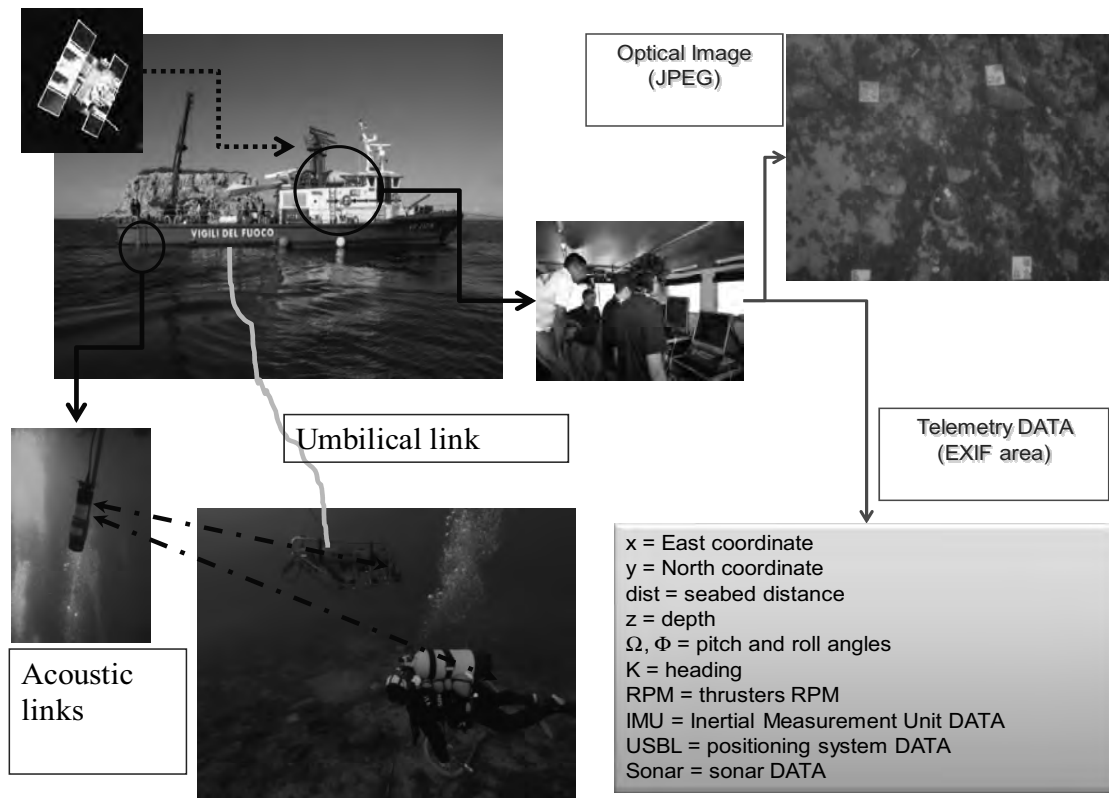 Optical Image
(JPEG)
VIGILI DEL FUOCO
Umbilical link
Telemetry DATA
(EXIF area)
Acoustic
links
x = East coordinate
y = North coordinate
dist = seabed distance
z = depth
Ω, Φ = pitch and roll angles
K = heading
RPM = thrusters RPM
IMU = Inertial Measurement Unit DATA
USBL = positioning system DATA
Sonar = sonar DATA